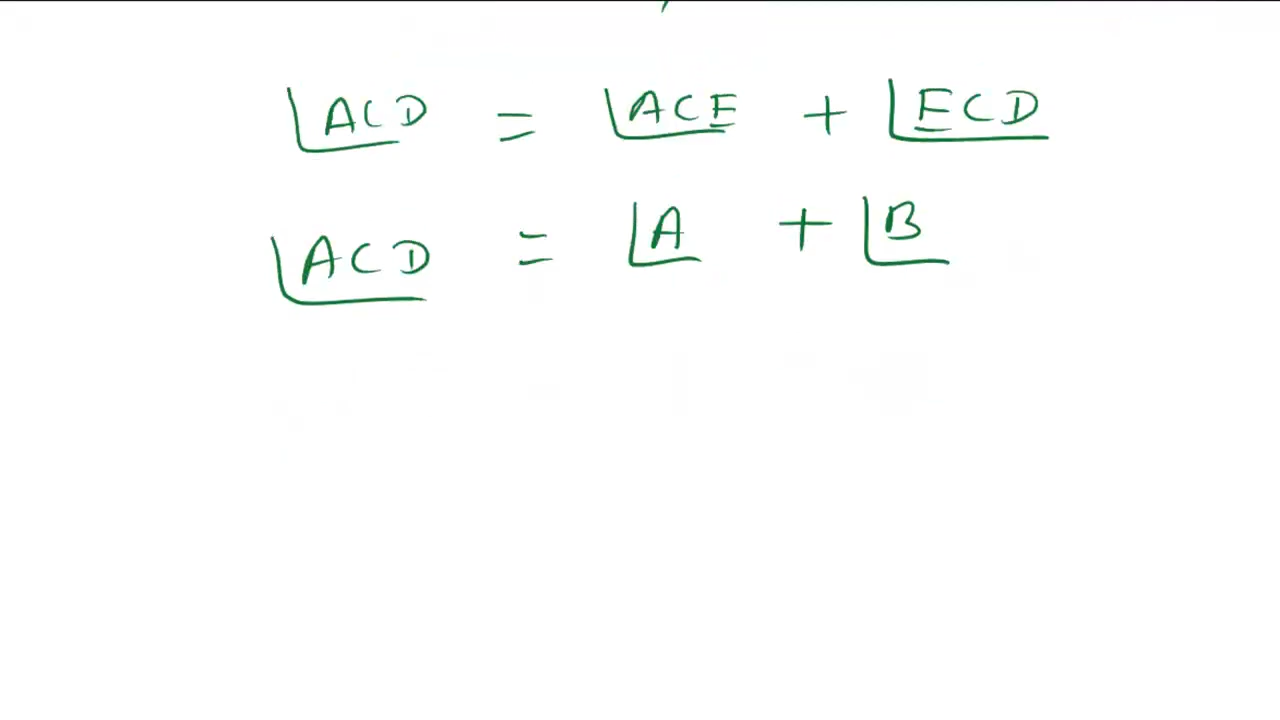 ∠ACD = ∠ACE + ∠ECD
∠ACD = ∠A + ∠B